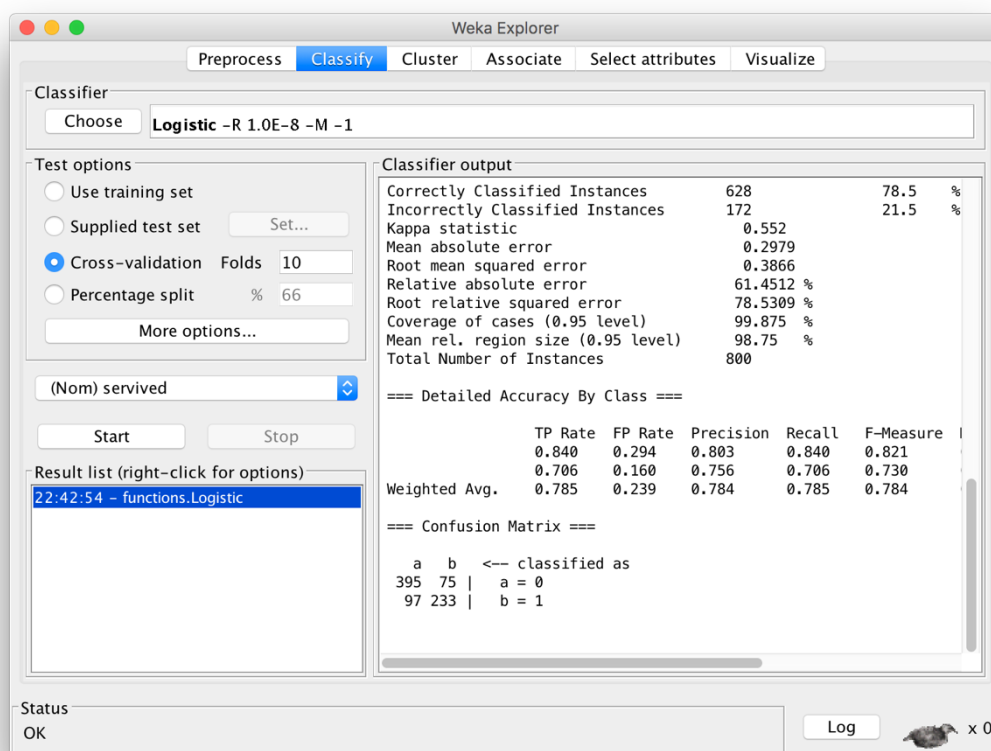 Weka Explorer
Preprocess Classify Cluster Associate Select attributes Visualize
Classifier
Choose Logistic -R 1.0E-8 -M -1
Test options
Use training set
Supplied test set Set...
Cross-validation Folds 10
Percentage split % 66
More options...
(Nom) servived
Start Stop
Result list (right-click for options)
22:42:54 - functions.Logistic
Classifier output
Correctly Classified Instances 628 78.5 %
Incorrectly Classified Instances 172 21.5 %
Kappa statistic 0.552
Mean absolute error 0.2979
Root mean squared error 0.3866
Relative absolute error 61.4512 %
Root relative squared error 78.5309 %
Coverage of cases (0.95 level) 99.875 %
Mean rel. region size (0.95 level) 98.75 %
Total Number of Instances 800
=== Detailed Accuracy By Class ===
TP Rate FP Rate Precision Recall F-Measure
0.840 0.294 0.803 0.840 0.821
0.706 0.160 0.756 0.706 0.730
Weighted Avg. 0.785 0.239 0.784 0.785 0.784
=== Confusion Matrix ===
a b <-- classified as
395 75 | a = 0
97 233 | b = 1
Status
OK
Log x 0